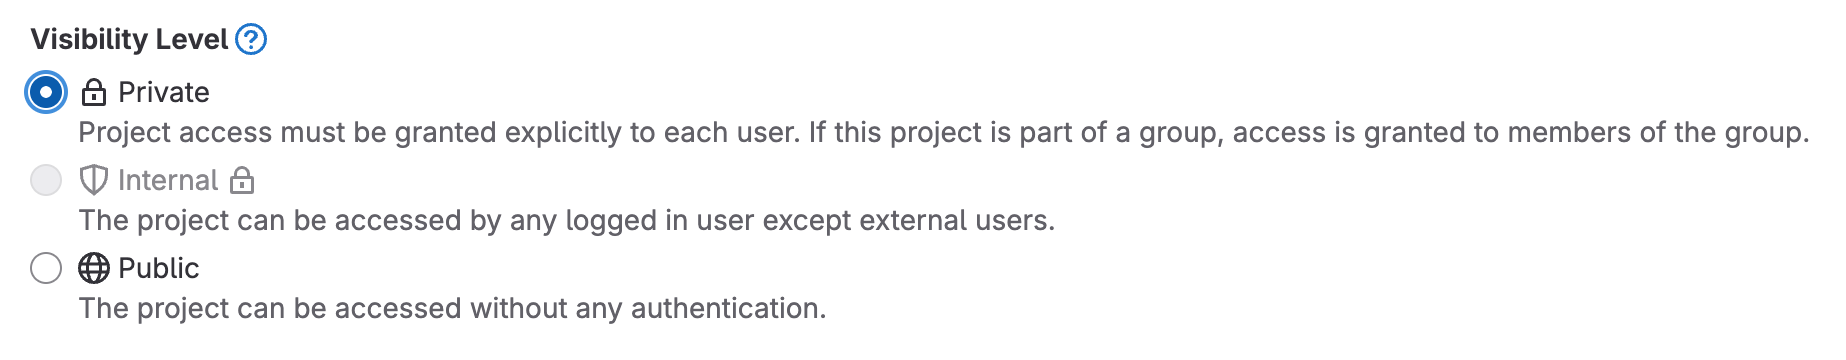 Visibility Level ?
Private
Project access must be granted explicitly to each user. If this project is part of a group, access is granted to members of the group.
Internal
The project can be accessed by any logged in user except external users.
Public
The project can be accessed without any authentication.